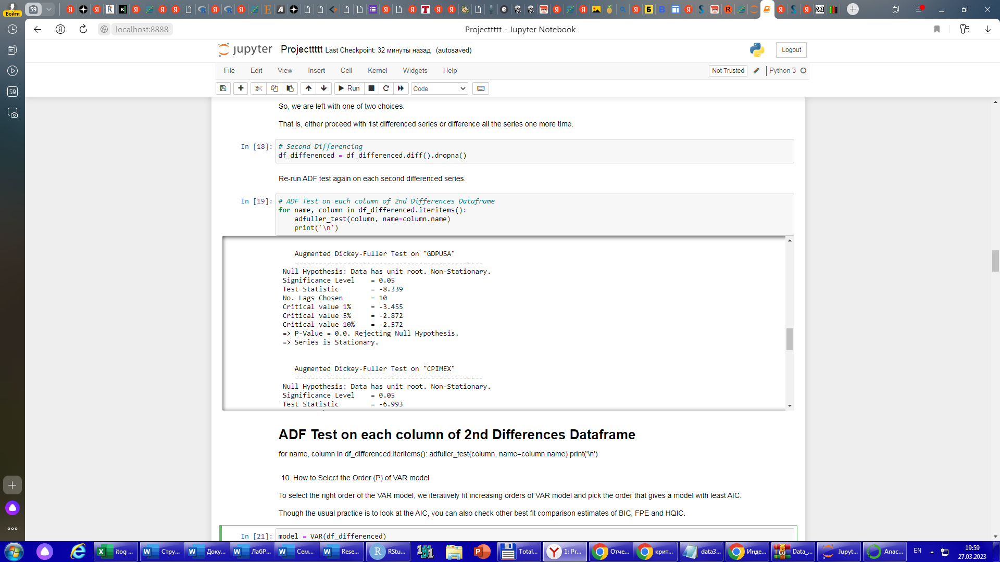 Войти
59
59
localhost:8888
Projecttttt - Jupyter Notebook
jupyter Projecttttt Last Checkpoint: 32 минуты назад (autosaved)
Logout
File Edit View Insert Cell Kernel Widgets Help
Not Trusted
Python 3
Run
Code
So, we are left with one of two choices.
That is, either proceed with 1st differenced series or difference all the series one more time.
In [18]: # Second Differencing
df_differenced = df_differenced.diff().dropna()
Re-run ADF test again on each second differenced series.
In [19]: # ADF Test on each column of 2nd Differences Dataframe
for name, column in df_differenced.iteritems():
    adfuller_test(column, name=column.name)
    print('\n')
Augmented Dickey-Fuller Test on "GDPUSA"
-----------------------------------------------
Null Hypothesis: Data has unit root. Non-Stationary.
Significance Level    = 0.05
Test Statistic        = -8.339
No. Lags Chosen       = 10
Critical value 1%     = -3.455
Critical value 5%     = -2.872
Critical value 10%    = -2.572
=> P-Value = 0.0. Rejecting Null Hypothesis.
=> Series is Stationary.
Augmented Dickey-Fuller Test on "CPIMEX"
-----------------------------------------------
Null Hypothesis: Data has unit root. Non-Stationary.
Significance Level    = 0.05
Test Statistic        = -6.993
ADF Test on each column of 2nd Differences Dataframe
for name, column in df_differenced.iteritems(): adfuller_test(column, name=column.name) print('\n')
10. How to Select the Order (P) of VAR model
To select the right order of the VAR model, we iteratively fit increasing orders of VAR model and pick the order that gives a model with least AIC.
Though the usual practice is to look at the AIC, you can also check other best fit comparison estimates of BIC, FPE and HQIC.
In [21]: model = VAR(df_differenced)
itog ...
Стру...
Доку...
ЛабР...
Сем...
Rese...
RStu...
Total...
1: Pr...
Отче...
крит...
data3...
Инде...
Data_...
Jupyt...
Anac...
EN
19:59
27.03.2023